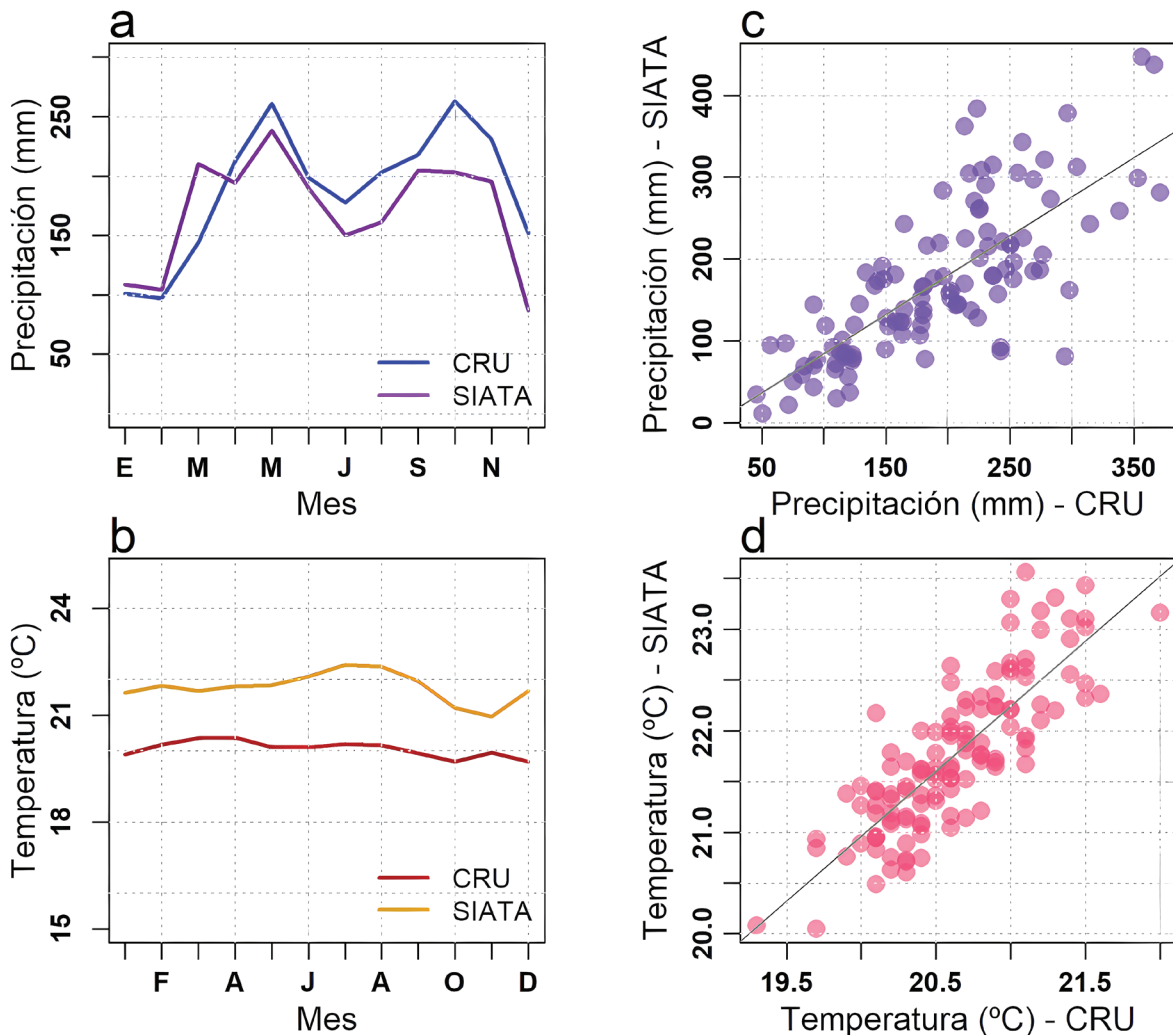 a
Precipitación (mm)
250
150
50
CRU
SIATA
E M M J S N
Mes
c
Precipitación (mm) - SIATA
400
300
200
100
0
50 150 250 350
Precipitación (mm) - CRU
b
Temperatura (ºC)
24
21
18
15
CRU
SIATA
F A J A O D
Mes
d
Temperatura (ºC) - SIATA
23.0
22.0
21.0
20.0
19.5 20.5 21.5
Temperatura (ºC) - CRU